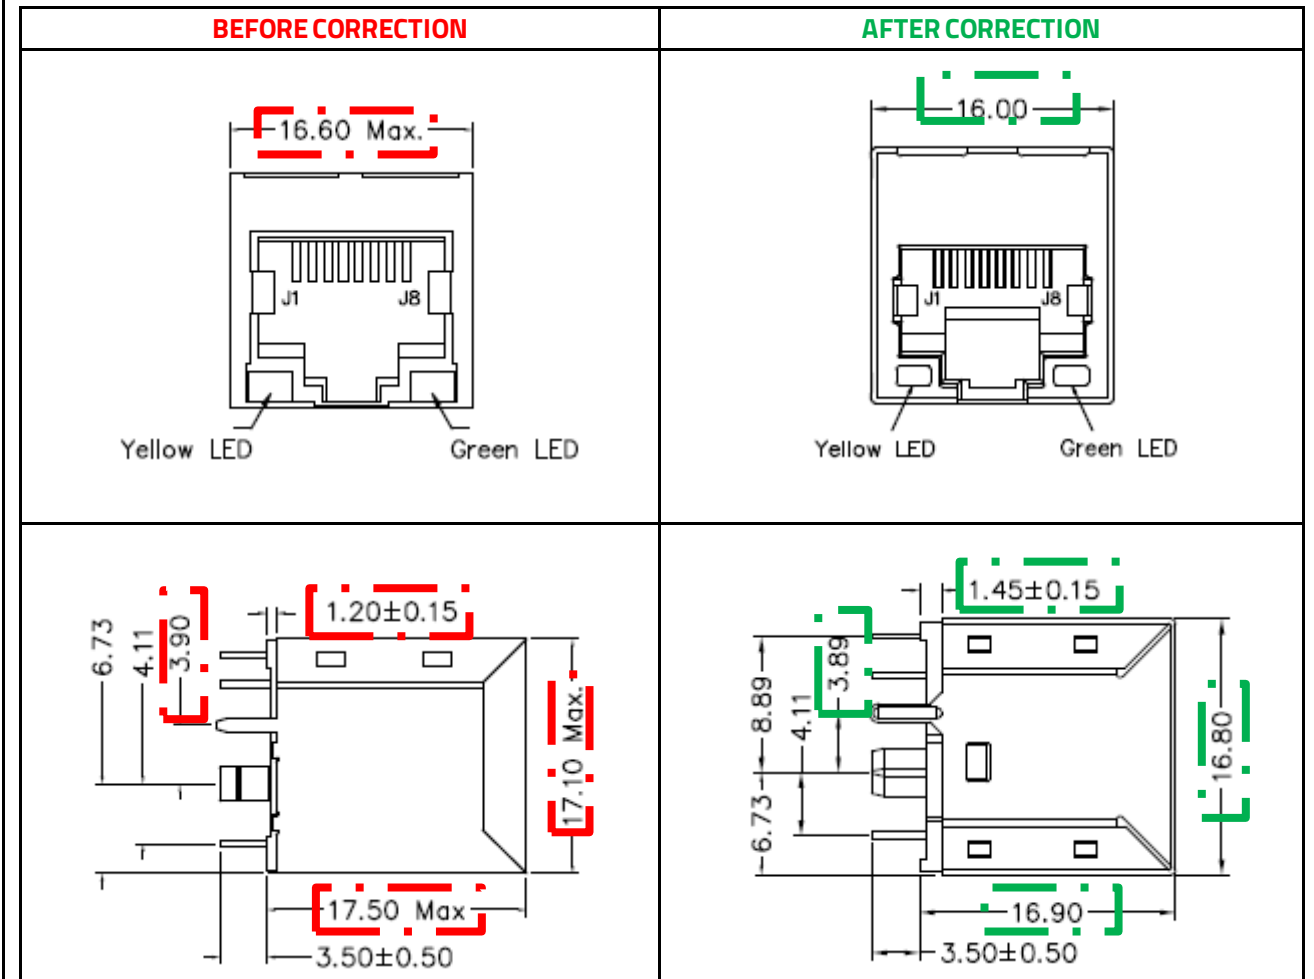 BEFORE CORRECTION
AFTER CORRECTION
16.60 Max.
J1
J8
Yellow LED
Green LED
16.00
J1
J8
Yellow LED
Green LED
1.20±0.15
6.73
4.11
3.90
17.10 Max.
17.50 Max
3.50±0.50
1.45±0.15
3.89
8.89
4.11
6.73
16.80
16.90
3.50±0.50